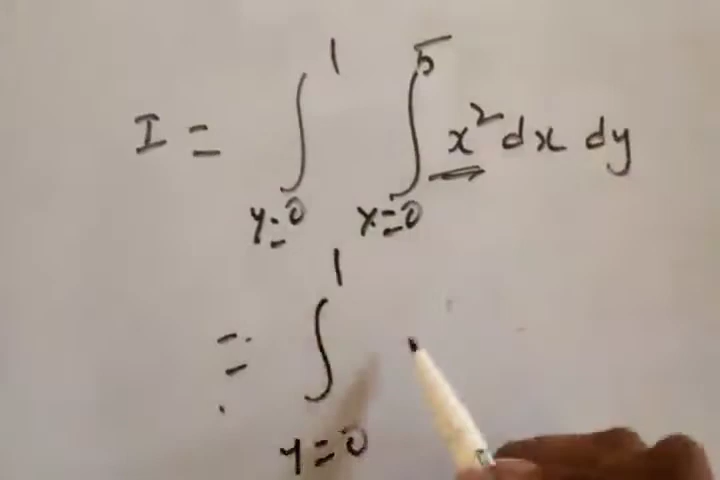 I = ∫_{y=0}^{1} ∫_{x=0}^{5} x² dx dy
= ∫_{y=0}^{1}